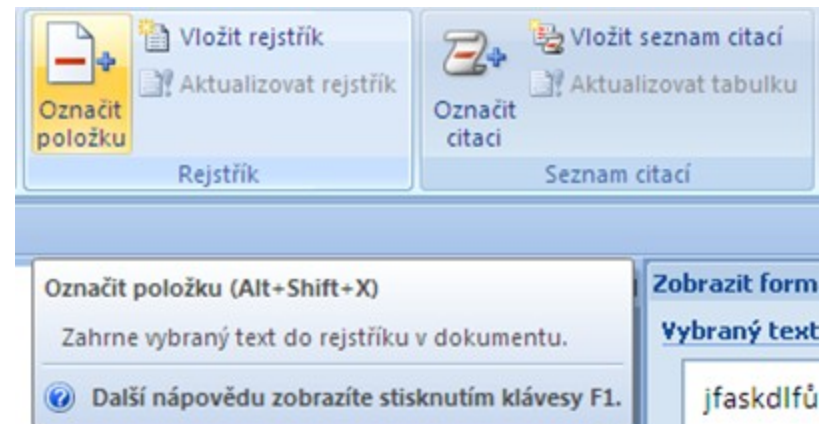 Označit
položku
Vložit rejstřík
Aktualizovat rejstřík
Rejstřík
Označit
citaci
Vložit seznam citací
Aktualizovat tabulku
Seznam citací
Označit položku (Alt+Shift+X)
Zahrne vybraný text do rejstříku v dokumentu.
Další nápovědu zobrazíte stisknutím klávesy F1.
Zobrazit form
Vybraný text
jfaskdlfů